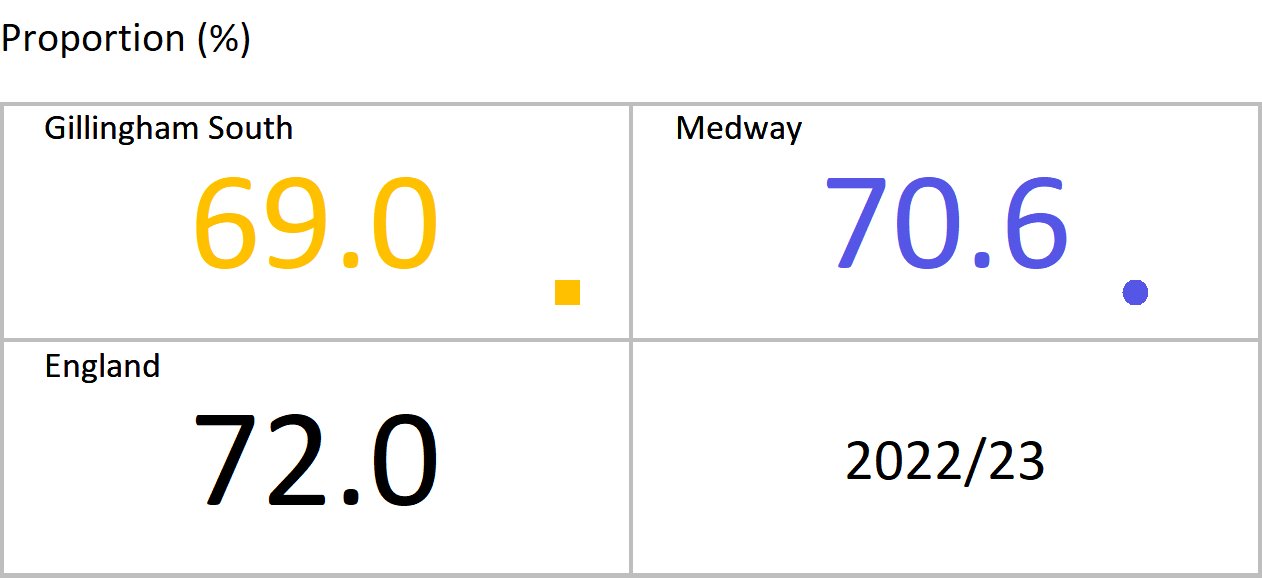 Proportion (%)
Gillingham South
69.0
Medway
70.6
England
72.0
2022/23